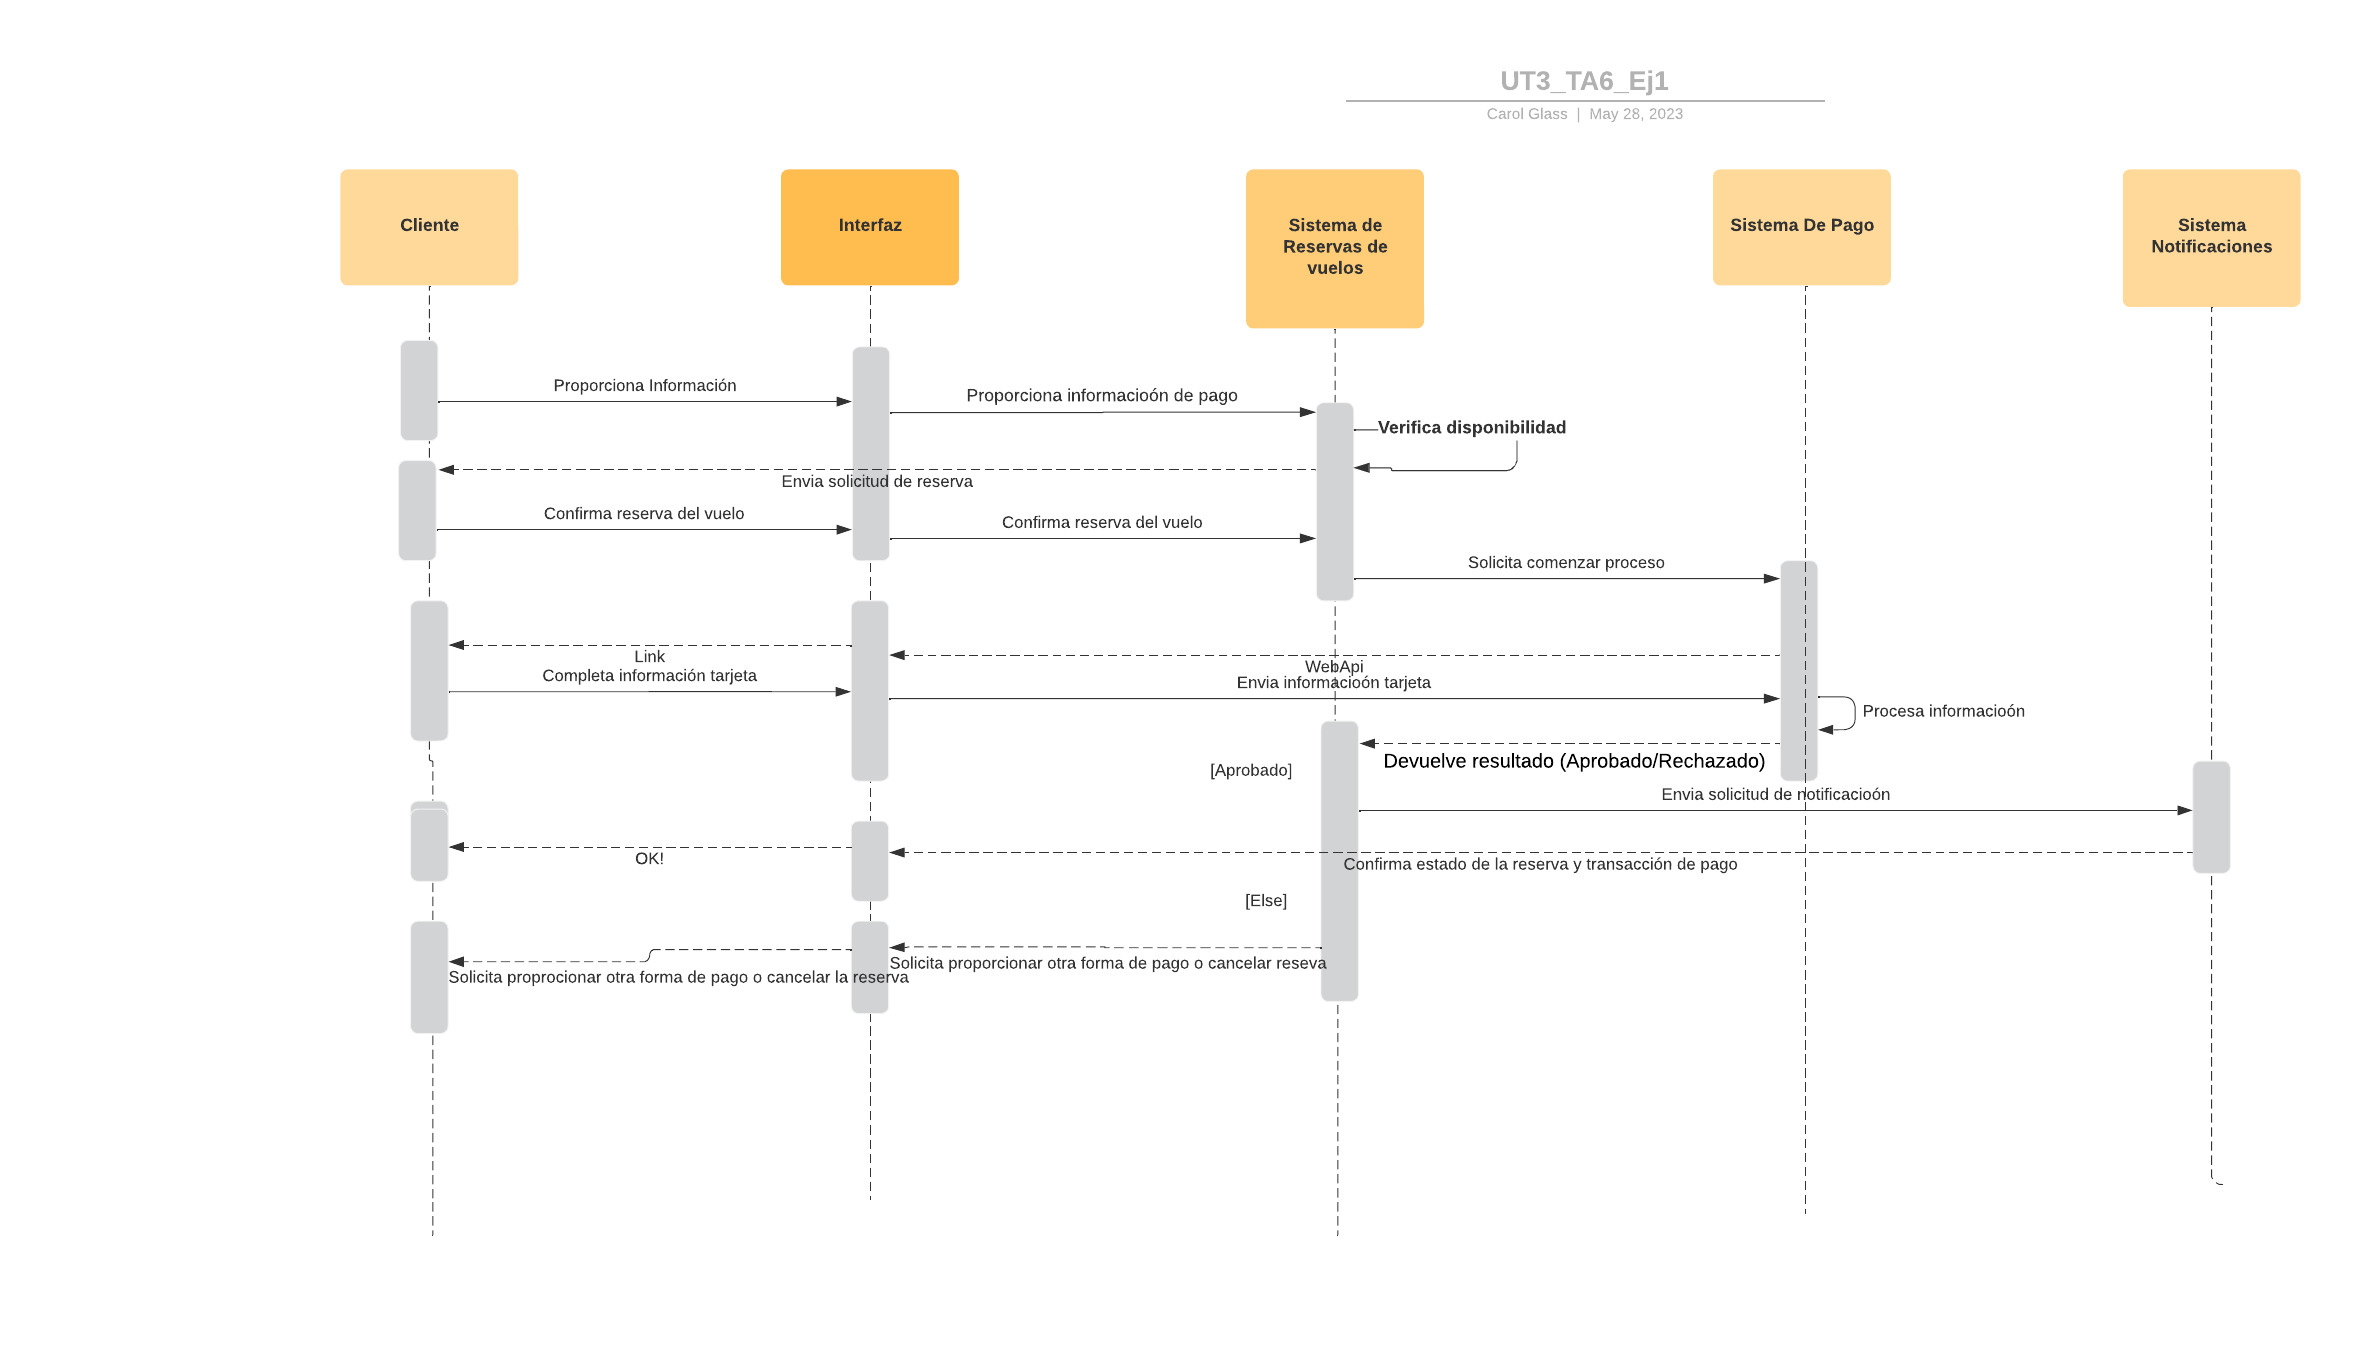 UT3_TA6_Ej1
Carol Glass | May 28, 2023
Cliente
Interfaz
Sistema de
Reservas de
vuelos
Sistema De Pago
Sistema
Notificaciones
Proporciona Información
Proporciona informacioón de pago
Verifica disponibilidad
Envia solicitud de reserva
Confirma reserva del vuelo
Confirma reserva del vuelo
Solicita comenzar proceso
Link
WebApi
Completa información tarjeta
Envia informacioón tarjeta
Procesa informacioón
Devuelve resultado (Aprobado/Rechazado)
[Aprobado]
Envia solicitud de notificacioón
OK!
Confirma estado de la reserva y transacción de pago
[Else]
Solicita proporcionar otra forma de pago o cancelar reseva
Solicita proprocionar otra forma de pago o cancelar la reserva